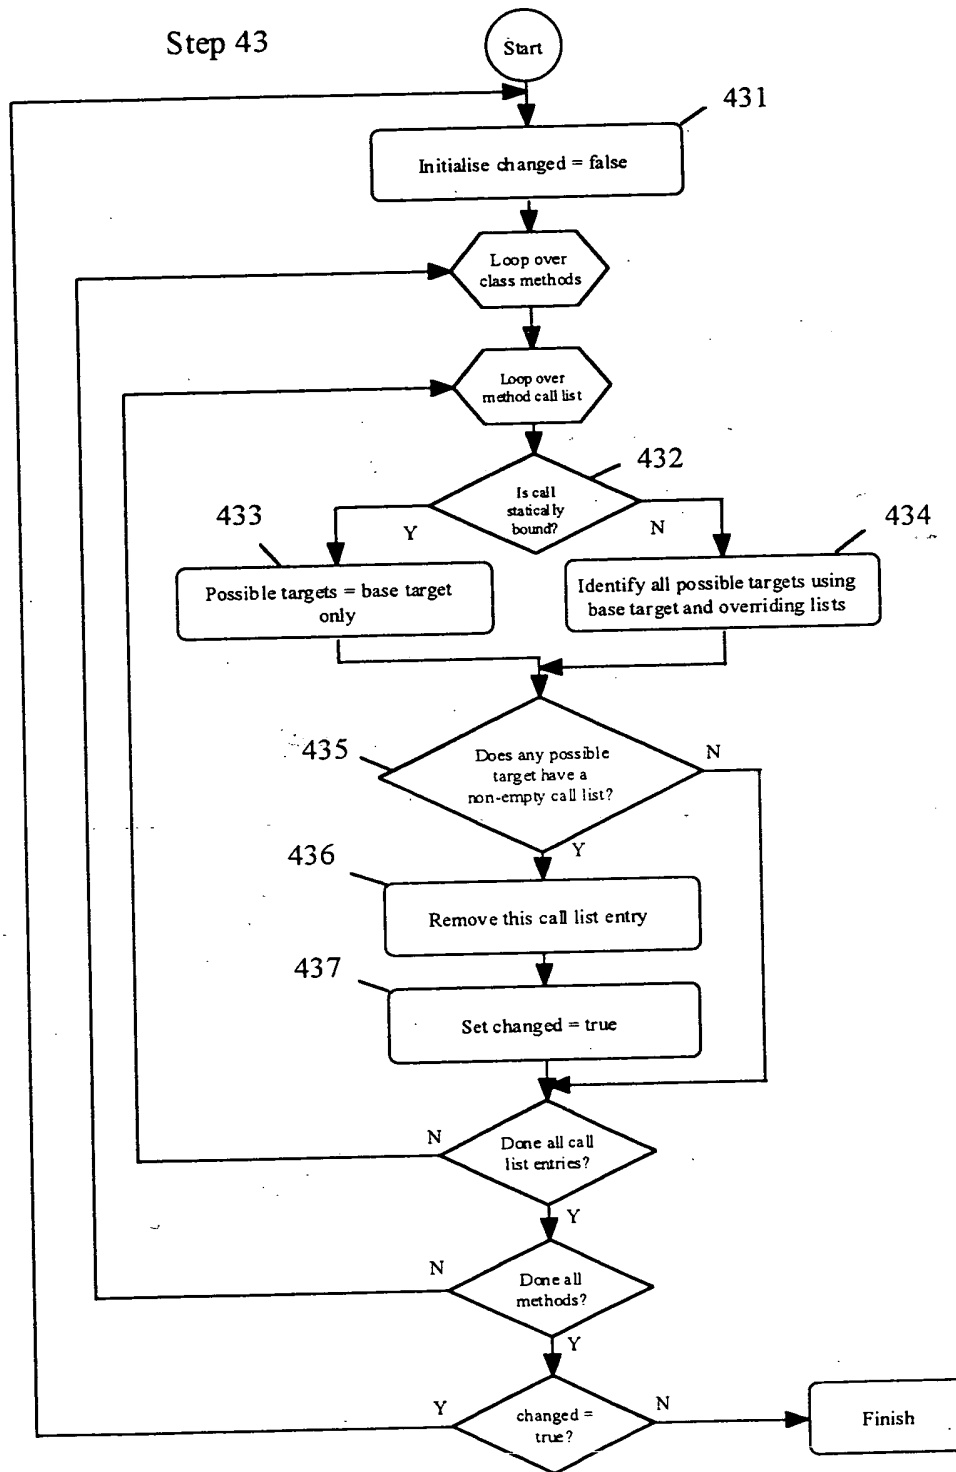 Step 43
Start
431
Initialise changed = false
Loop over
class methods
Loop over
method call list
432
Is call
statically
bound?
433
Y
N
434
Possible targets = base target
only
Identify all possible targets using
base target and overriding lists
435
Does any possible
target have a
non-empty call list?
N
Y
436
Remove this call list entry
437
Set changed = true
N
Done all call
list entries?
Y
N
Done all
methods?
Y
Y
changed =
true?
N
Finish